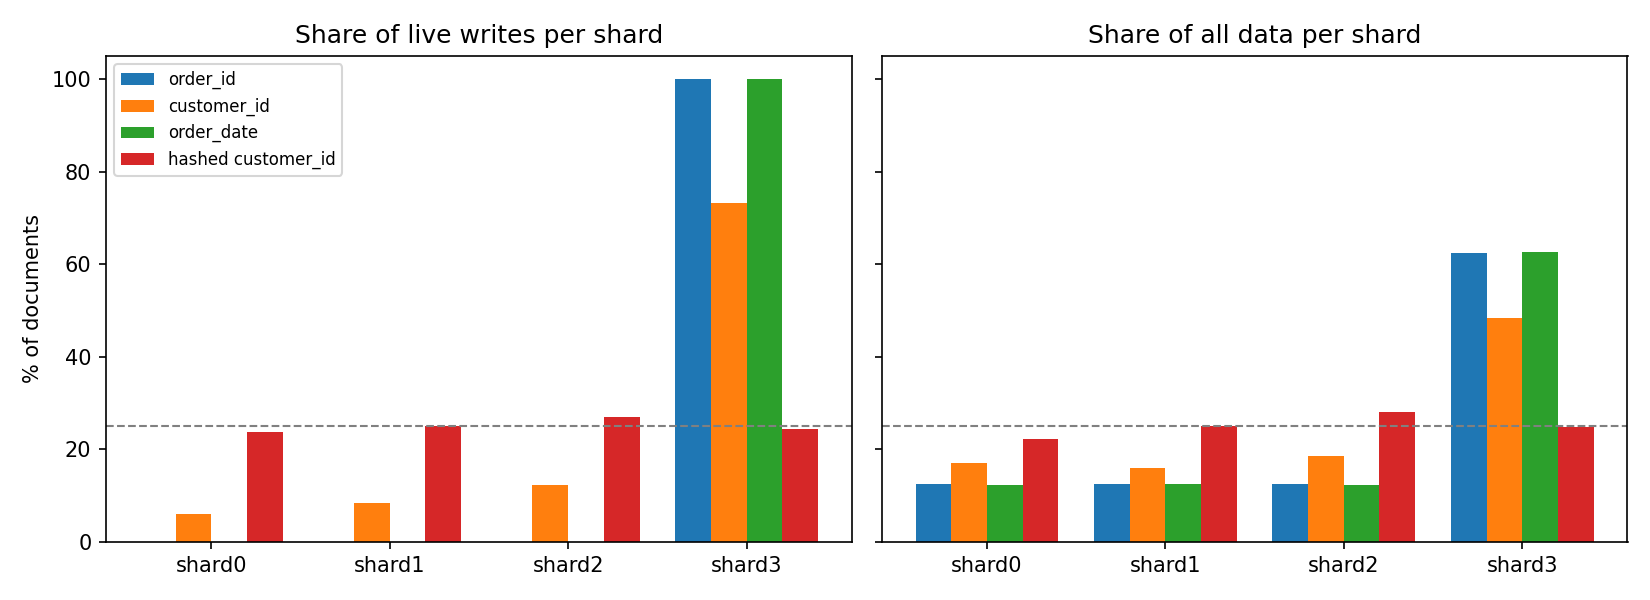 Share of live writes per shard
Share of all data per shard
% of documents
100
80
60
40
20
0
order_id
customer_id
order_date
hashed customer_id
shard0
shard1
shard2
shard3
shard0
shard1
shard2
shard3